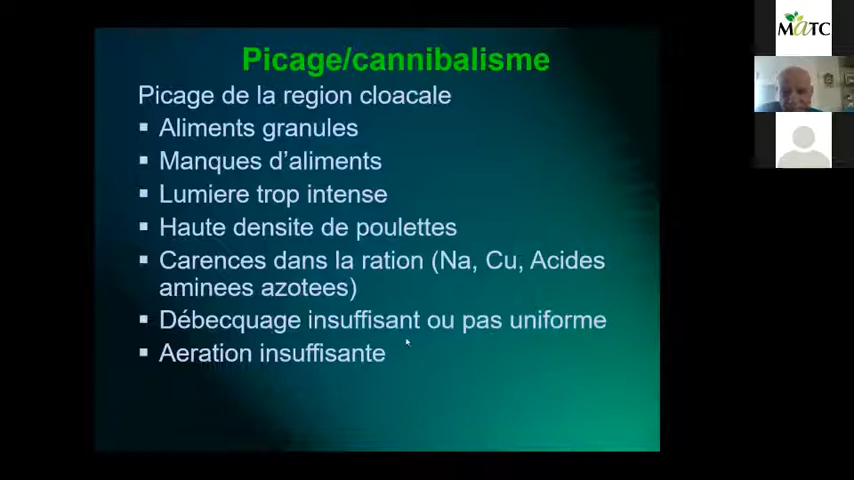 Picage/cannibalisme
Picage de la region cloacale
▪ Aliments granules
▪ Manques d'aliments
▪ Lumiere trop intense
▪ Haute densite de poulettes
▪ Carences dans la ration (Na, Cu, Acides
aminees azotees)
▪ Débecquage insuffisant ou pas uniforme
▪ Aeration insuffisante
MATC